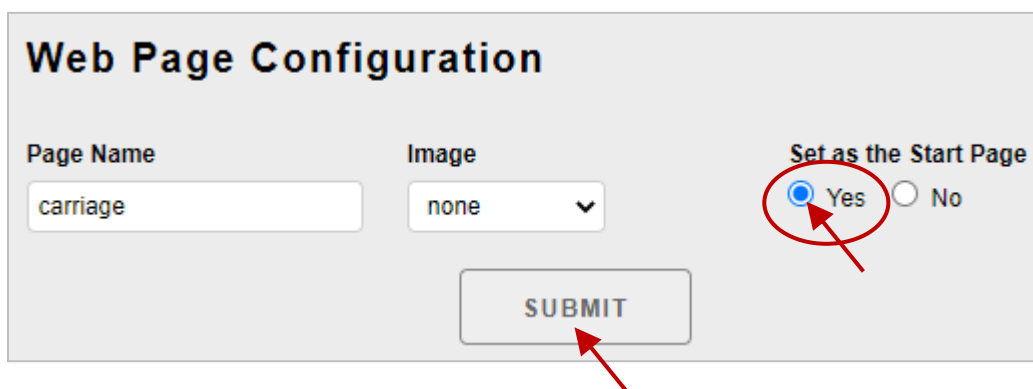 Web Page Configuration
Page Name Image Set as the Start Page
carriage none Yes No
SUBMIT